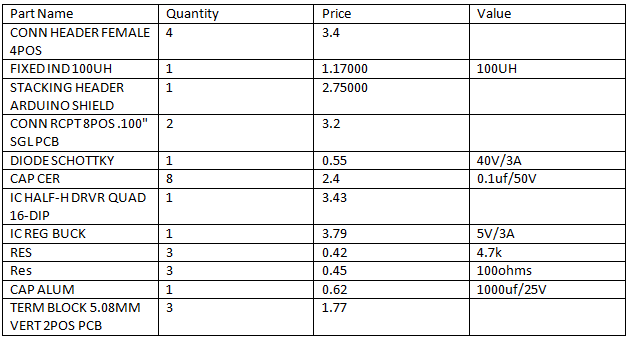 Part Name Quantity Price Value
CONN HEADER FEMALE 4 3.4
4POS
FIXED IND 100UH 1 1.17000 100UH
STACKING HEADER 1 2.75000
ARDUINO SHIELD
CONN RCPT 8POS .100" 2 3.2
SGL PCB
DIODE SCHOTTKY 1 0.55 40V/3A
CAP CER 8 2.4 0.1uf/50V
IC HALF-H DRVR QUAD 1 3.43
16-DIP
IC REG BUCK 1 3.79 5V/3A
RES 3 0.42 4.7k
Res 3 0.45 100ohms
CAP ALUM 1 0.62 1000uf/25V
TERM BLOCK 5.08MM 3 1.77
VERT 2POS PCB